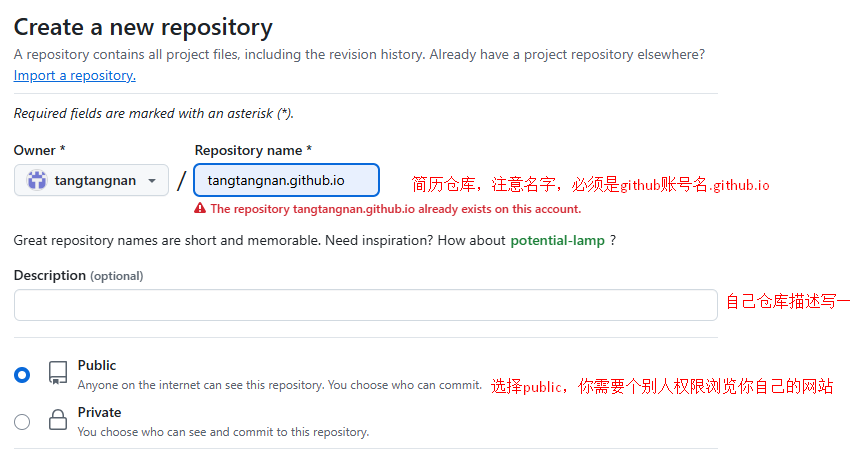 Create a new repository
A repository contains all project files, including the revision history. Already have a project repository elsewhere?
Import a repository.
Required fields are marked with an asterisk (*).
Owner * Repository name *
tangtangnan / tangtangnan.github.io 简历仓库，注意名字，必须是github账号名.github.io
The repository tangtangnan.github.io already exists on this account.
Great repository names are short and memorable. Need inspiration? How about potential-lamp ?
Description (optional)
自己仓库描述写一
Public
Anyone on the internet can see this repository. You choose who can commit. 选择public，你需要个别人权限浏览你自己的网站
Private
You choose who can see and commit to this repository.